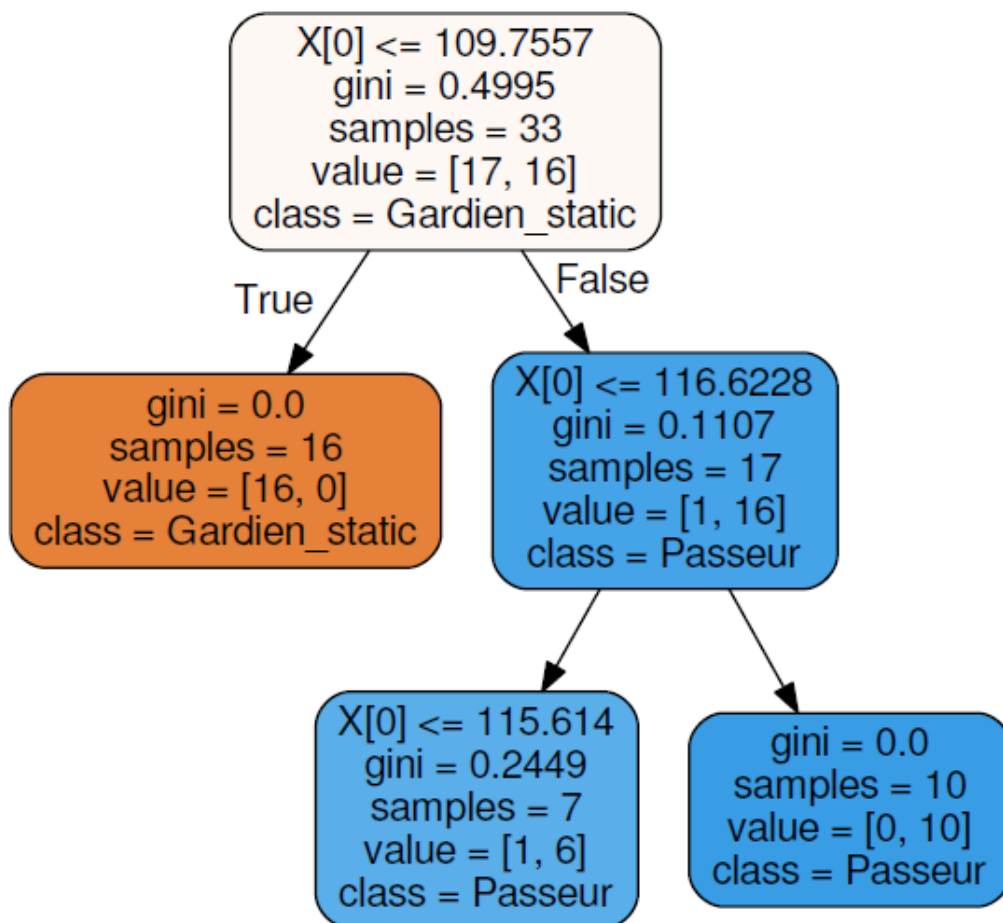 X[0] <= 109.7557
gini = 0.4995
samples = 33
value = [17, 16]
class = Gardien_static
True
False
gini = 0.0
samples = 16
value = [16, 0]
class = Gardien_static
X[0] <= 116.6228
gini = 0.1107
samples = 17
value = [1, 16]
class = Passeur
X[0] <= 115.614
gini = 0.2449
samples = 7
value = [1, 6]
class = Passeur
gini = 0.0
samples = 10
value = [0, 10]
class = Passeur